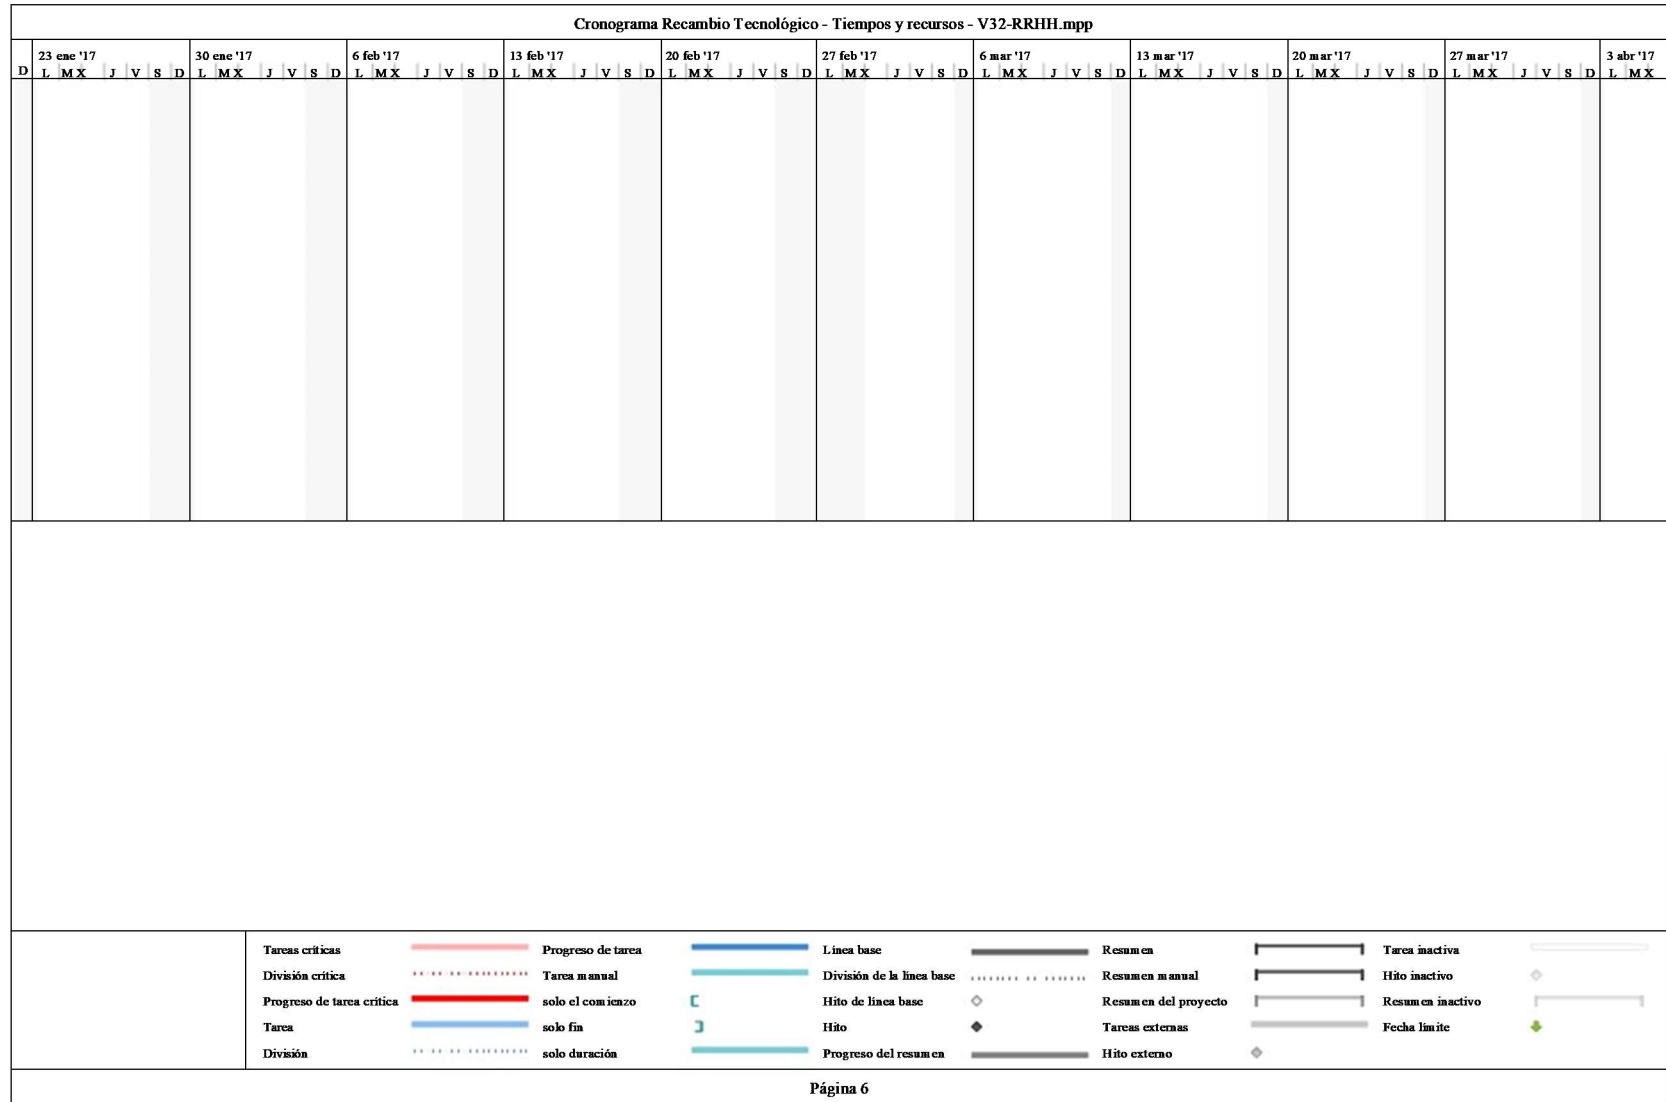 Cronograma Recambio Tecnológico - Tiempos y recursos - V32-RRHH.mpp
23 ene '17 30 ene '17 6 feb '17 13 feb '17 20 feb '17 27 feb '17 6 mar '17 13 mar '17 20 mar '17 27 mar '17 3 abr '17
D L M X J V S D L M X J V S D L M X J V S D L M X J V S D L M X J V S D L M X J V S D L M X J V S D L M X J V S D L M X J V S D L M X J V S D L M X
Tareas críticas Progreso de tarea Línea base Resumen Tarea inactiva
División crítica Tarea manual División de la línea base Resumen manual Hito inactivo
Progreso de tarea crítica solo el comienzo Hito de línea base Resumen del proyecto Resumen inactivo
Tarea solo fin Hito Tareas externas Fecha límite
División solo duración Progreso del resumen Hito externo
Página 6